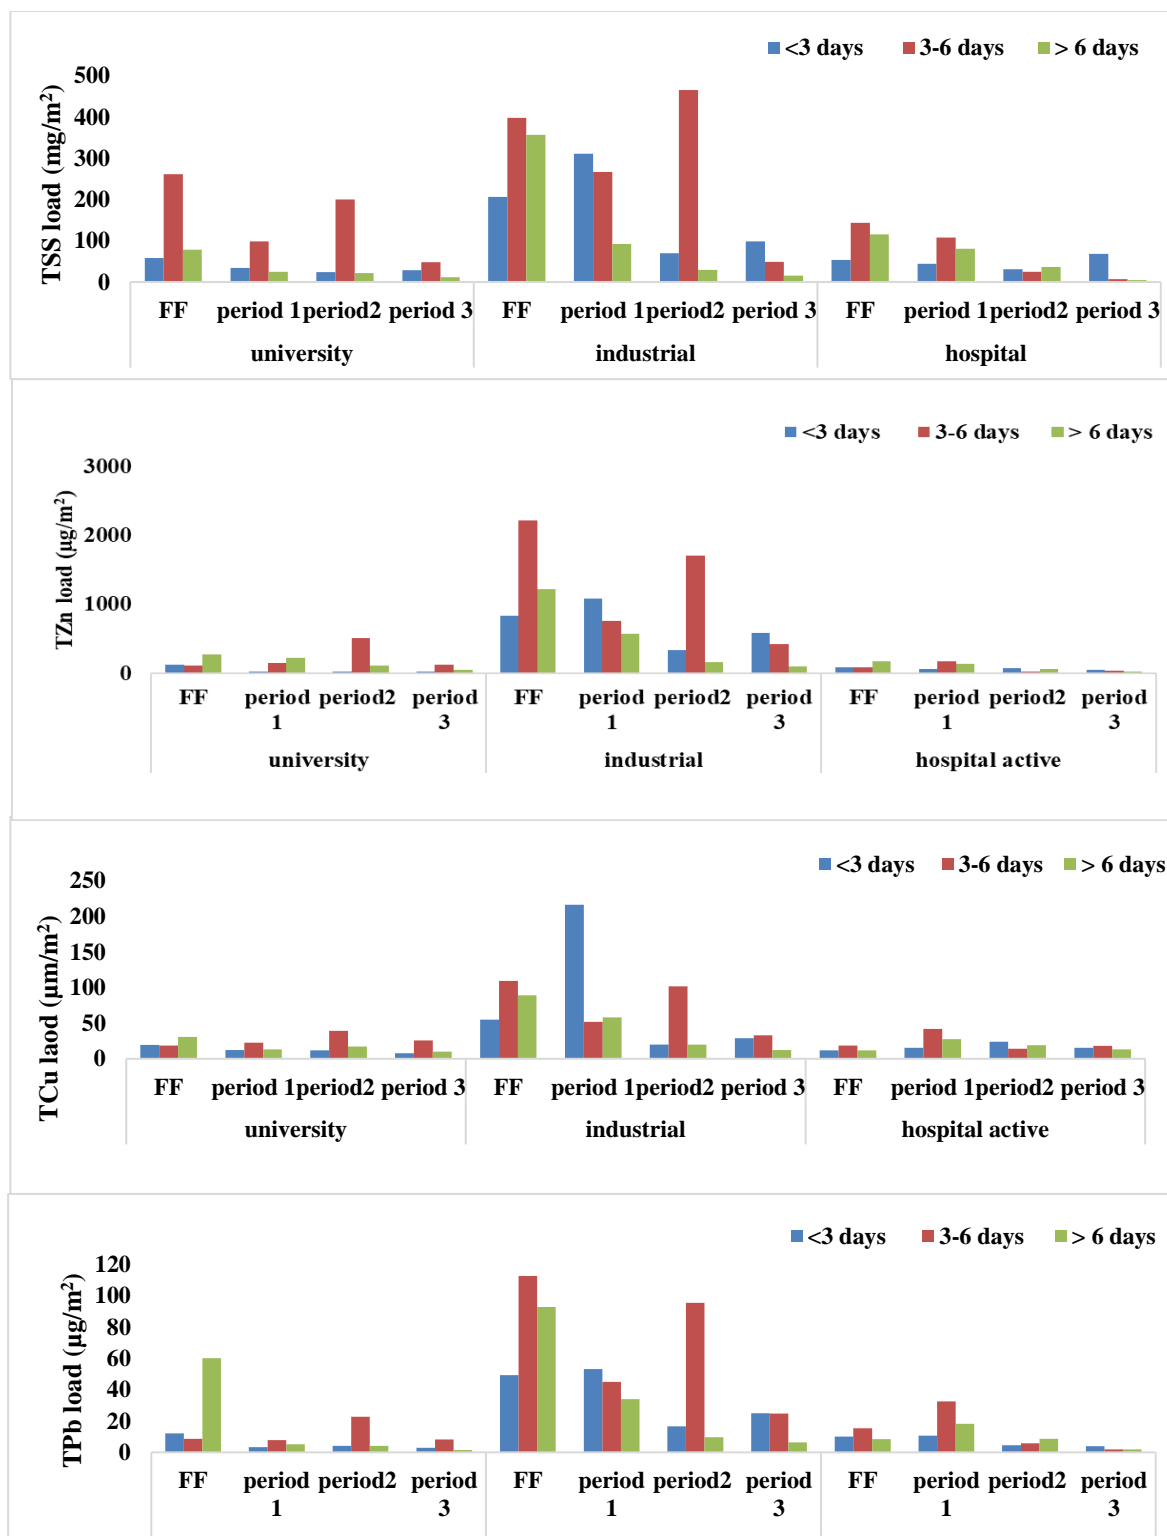 <3 days 3-6 days > 6 days
TSS load (mg/m²)
500
400
300
200
100
0
FF period 1 period2 period 3 FF period 1 period2 period 3 FF period 1 period2 period 3
university industrial hospital
<3 days 3-6 days > 6 days
TZn load (µg/m²)
3000
2000
1000
0
FF period period2 period FF period period2 period FF period period2 period
1 3 1 3 1 3
university industrial hospital active
<3 days 3-6 days > 6 days
TCu laod (µm/m²)
250
200
150
100
50
0
FF period 1 period2 period 3 FF period 1 period2 period 3 FF period 1 period2 period 3
university industrial hospital active
<3 days 3-6 days > 6 days
TPb load (µg/m²)
120
100
80
60
40
20
0
FF period period2 period FF period period2 period FF period period2 period
1 3 1 3 1 3
university industrial hospital active